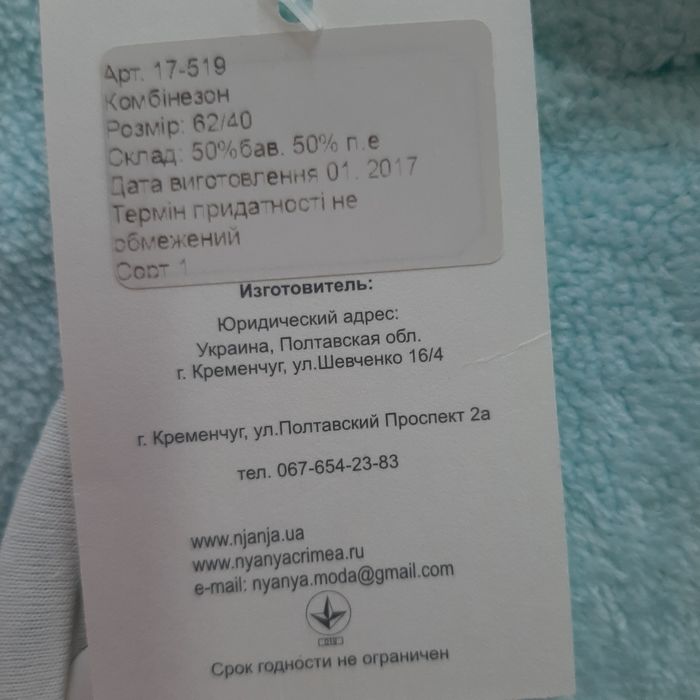 Арт. 17-519
Комбінезон
Розмір: 62/40
Склад: 50%бав. 50% п.е
Дата виготовлення 01. 2017
Термін придатності не
обмежений
Сорт 1
Изготовитель:
Юридический адрес:
Украина, Полтавская обл.
г. Кременчуг, ул.Шевченко 16/4
г. Кременчуг, ул.Полтавский Проспект 2а
тел. 067-654-23-83
www.njanja.ua
www.nyanyacrimea.ru
e-mail: nyanya.moda@gmail.com
Срок годности не ограничен